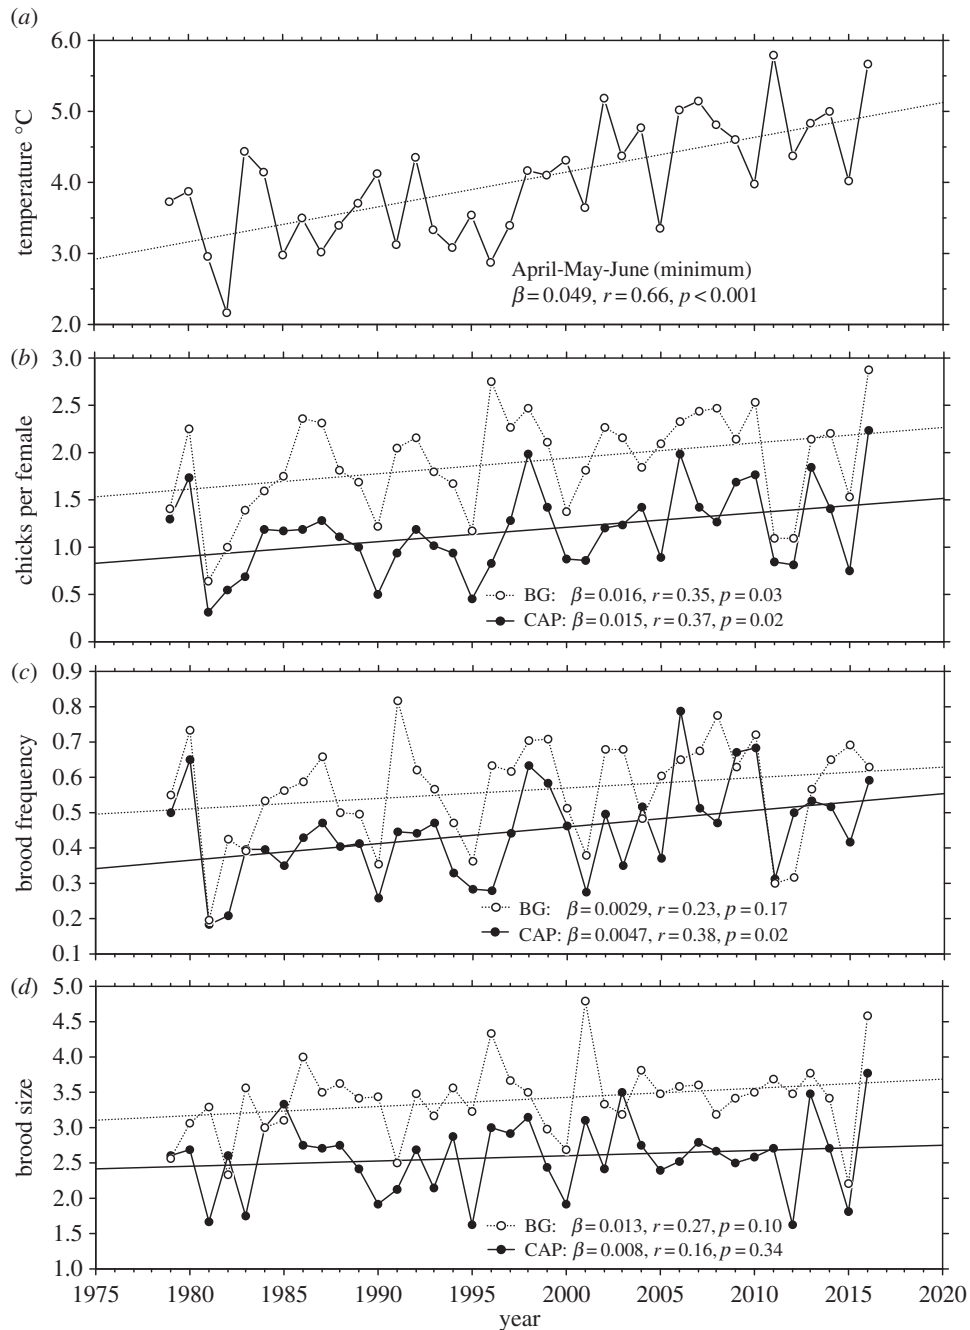 (a)
6.0
5.0
4.0
3.0
2.0
temperature °C
April-May-June (minimum)
β=0.049, r=0.66, p<0.001
(b)
3.0
2.5
2.0
1.5
1.0
0.5
0
chicks per female
BG: β=0.016, r=0.35, p=0.03
CAP: β=0.015, r=0.37, p=0.02
(c)
0.9
0.8
0.7
0.6
0.5
0.4
0.3
0.2
0.1
brood frequency
BG: β=0.0029, r=0.23, p=0.17
CAP: β=0.0047, r=0.38, p=0.02
(d)
5.0
4.5
4.0
3.5
3.0
2.5
2.0
1.5
1.0
brood size
BG: β=0.013, r=0.27, p=0.10
CAP: β=0.008, r=0.16, p=0.34
1975 1980 1985 1990 1995 2000 2005 2010 2015 2020
year